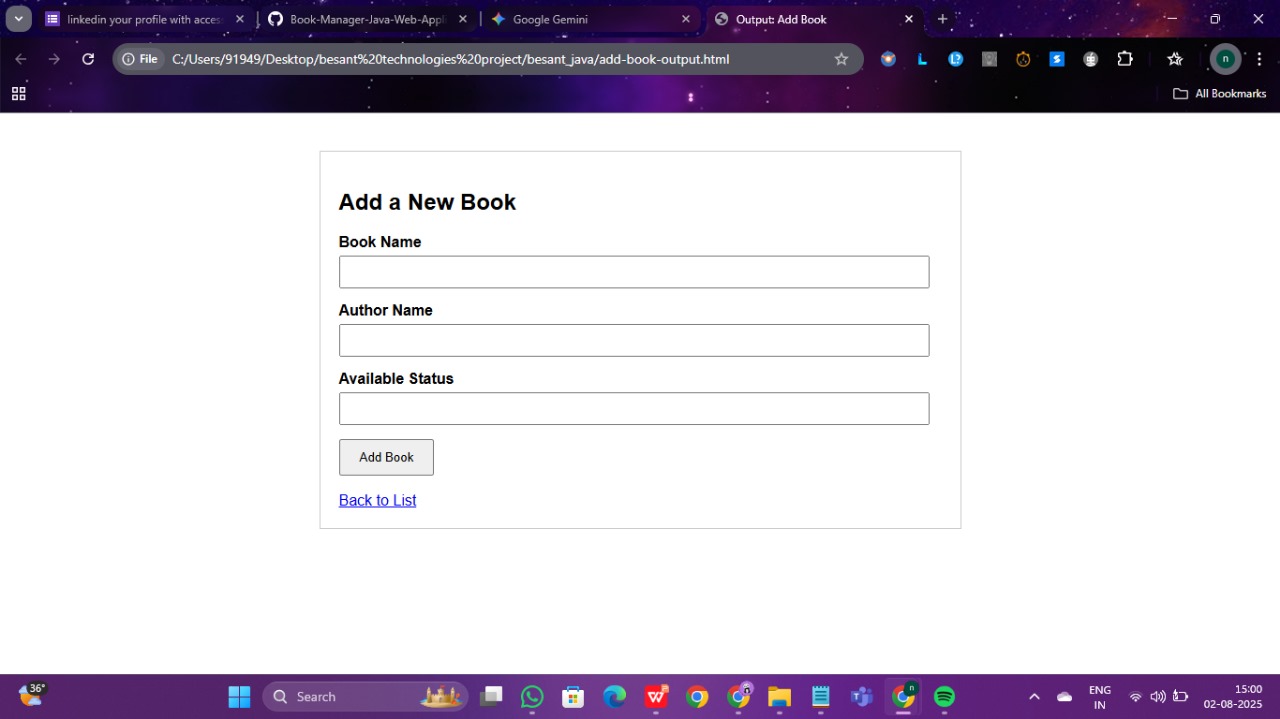 linkedin your profile with acces
Book-Manager-Java-Web-Appl
Google Gemini
Output: Add Book
File
C:/Users/91949/Desktop/besant%20technologies%20project/besant_java/add-book-output.html
All Bookmarks
Add a New Book
Book Name
Author Name
Available Status
Add Book
Back to List
36°
Search
ENG
IN
15:00
02-08-2025